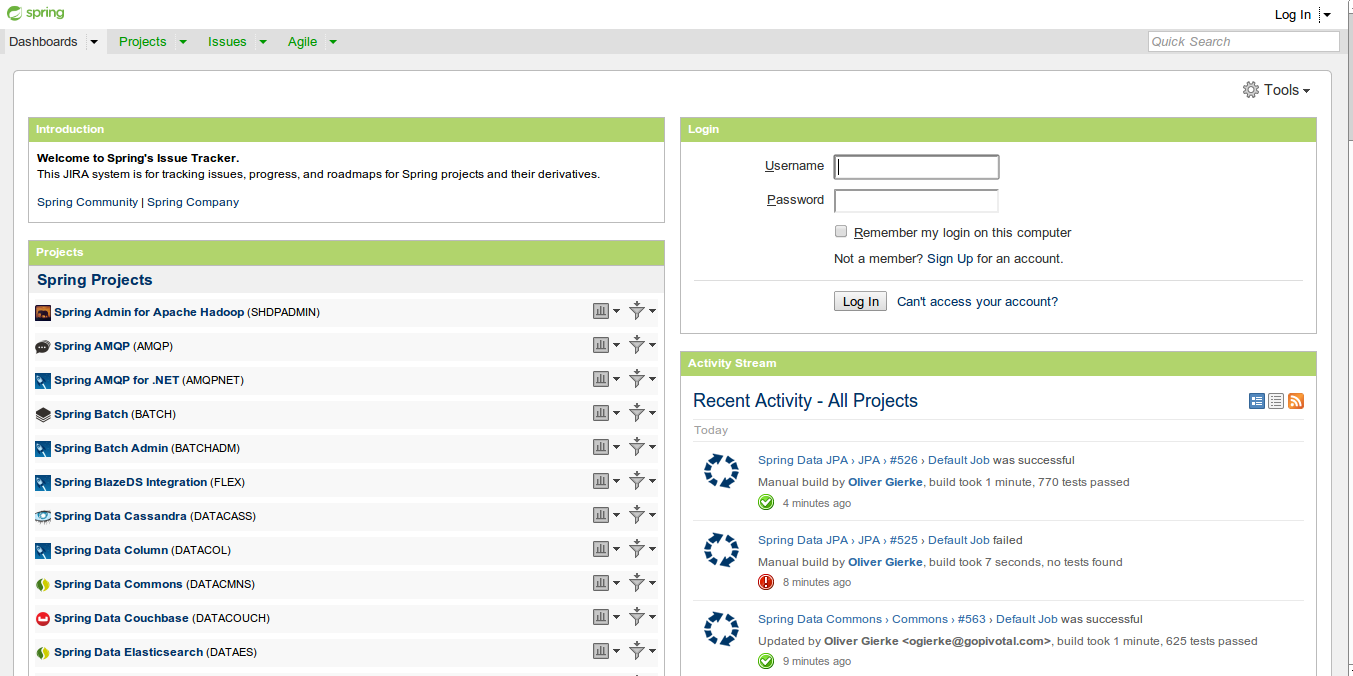 spring
Log In
Dashboards Projects Issues Agile Quick Search
Tools
Introduction
Welcome to Spring's Issue Tracker.
This JIRA system is for tracking issues, progress, and roadmaps for Spring projects and their derivatives.
Spring Community | Spring Company
Projects
Spring Projects
Spring Admin for Apache Hadoop (SHDPADMIN)
Spring AMQP (AMQP)
Spring AMQP for .NET (AMQPNET)
Spring Batch (BATCH)
Spring Batch Admin (BATCHADM)
Spring BlazeDS Integration (FLEX)
Spring Data Cassandra (DATACASS)
Spring Data Column (DATACOL)
Spring Data Commons (DATACMNS)
Spring Data Couchbase (DATACOUCH)
Spring Data Elasticsearch (DATAES)
Login
Username
Password
Remember my login on this computer
Not a member? Sign Up for an account.
Log In Can't access your account?
Activity Stream
Recent Activity - All Projects
Today
Spring Data JPA › JPA › #526 › Default Job was successful
Manual build by Oliver Gierke, build took 1 minute, 770 tests passed
4 minutes ago
Spring Data JPA › JPA › #525 › Default Job failed
Manual build by Oliver Gierke, build took 7 seconds, no tests found
8 minutes ago
Spring Data Commons › Commons › #563 › Default Job was successful
Updated by Oliver Gierke <ogierke@gopivotal.com>, build took 1 minute, 625 tests passed
9 minutes ago